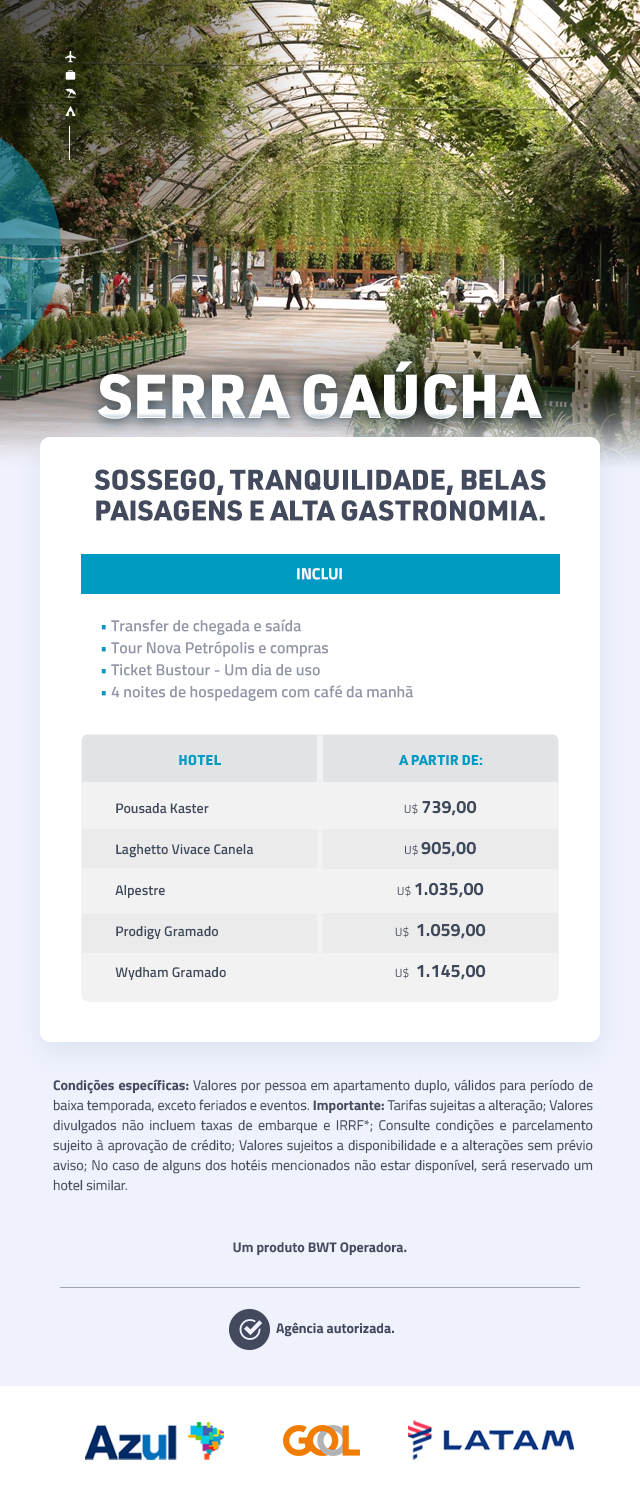 SERRA GAÚCHA
SOSSEGO, TRANQUILIDADE, BELAS
PAISAGENS E ALTA GASTRONOMIA.
INCLUI
▪ Transfer de chegada e saída
▪ Tour Nova Petrópolis e compras
▪ Ticket Bustour - Um dia de uso
▪ 4 noites de hospedagem com café da manhã
HOTEL A PARTIR DE:
Pousada Kaster U$ 739,00
Laghetto Vivace Canela U$ 905,00
Alpestre U$ 1.035,00
Prodigy Gramado U$ 1.059,00
Wydham Gramado U$ 1.145,00
Condições específicas: Valores por pessoa em apartamento duplo, válidos para período de
baixa temporada, exceto feriados e eventos. Importante: Tarifas sujeitas a alteração; Valores
divulgados não incluem taxas de embarque e IRRF*; Consulte condições e parcelamento
sujeito à aprovação de crédito; Valores sujeitos a disponibilidade e a alterações sem prévio
aviso; No caso de alguns dos hotéis mencionados não estar disponível, será reservado um
hotel similar.
Um produto BWT Operadora.
Agência autorizada.
Azul GOL LATAM